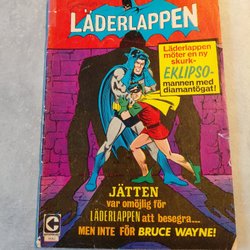 LÄDERLAPPEN
Läderlappen
möter en ny
skurk-
EKLIPSO-
mannen med
diamantögat!
JÄTTEN
var omöjlig för
LÄDERLAPPEN att besegra....
MEN INTE FÖR BRUCE WAYNE!